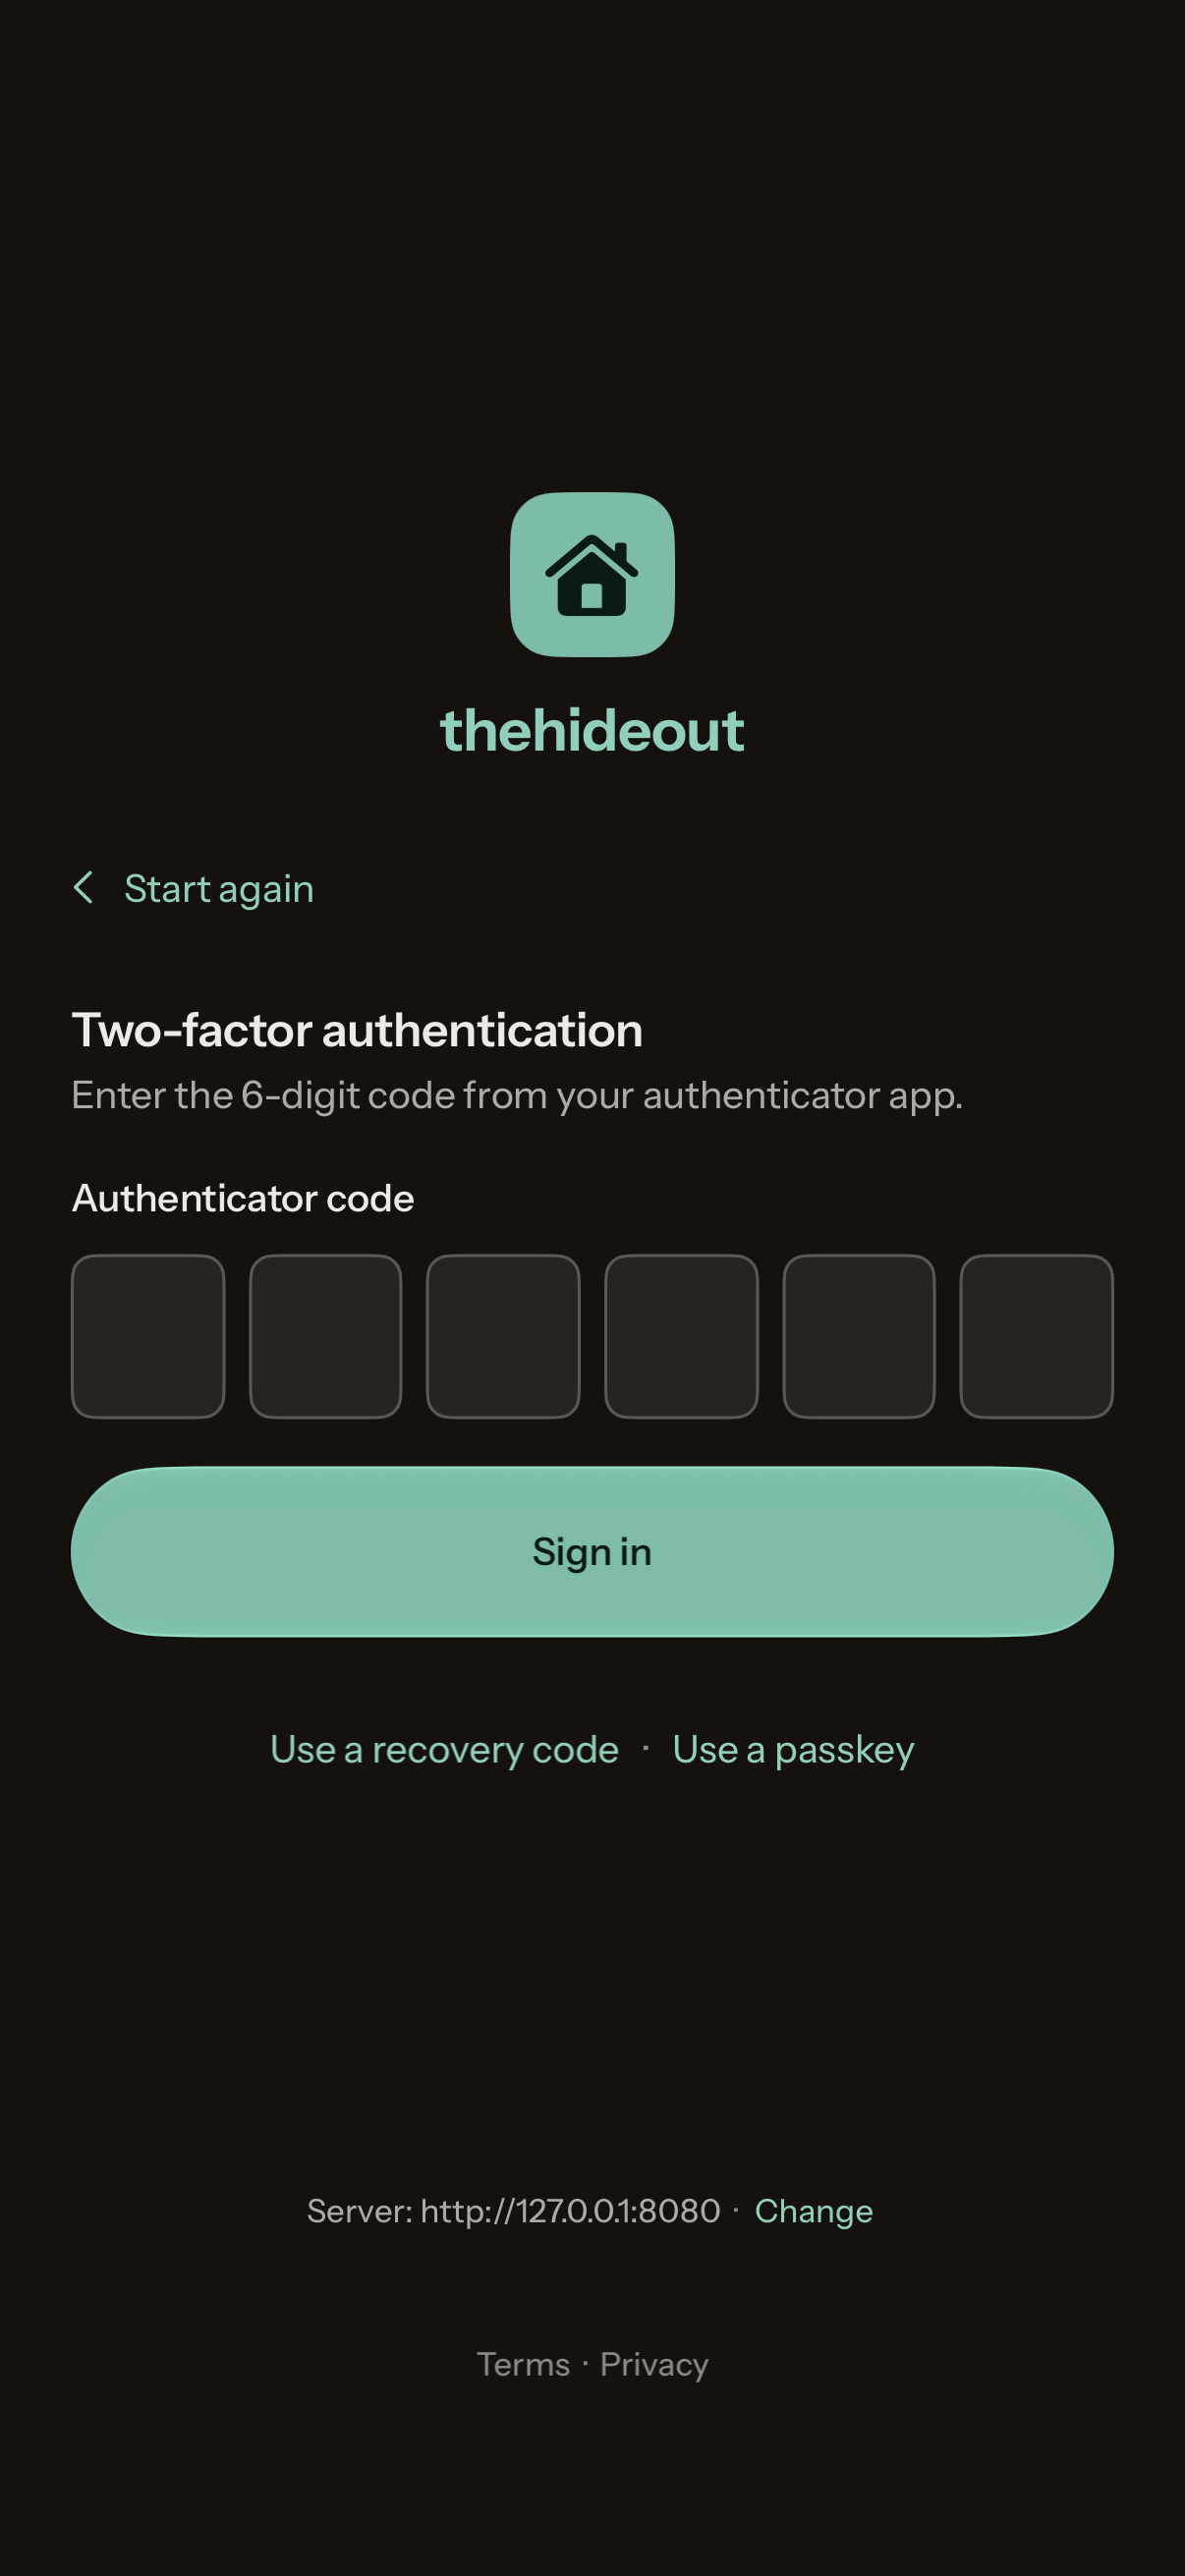 thehideout
Start again
Two-factor authentication
Enter the 6-digit code from your authenticator app.
Authenticator code
Sign in
Use a recovery code · Use a passkey
Server: http://127.0.0.1:8080 · Change
Terms · Privacy